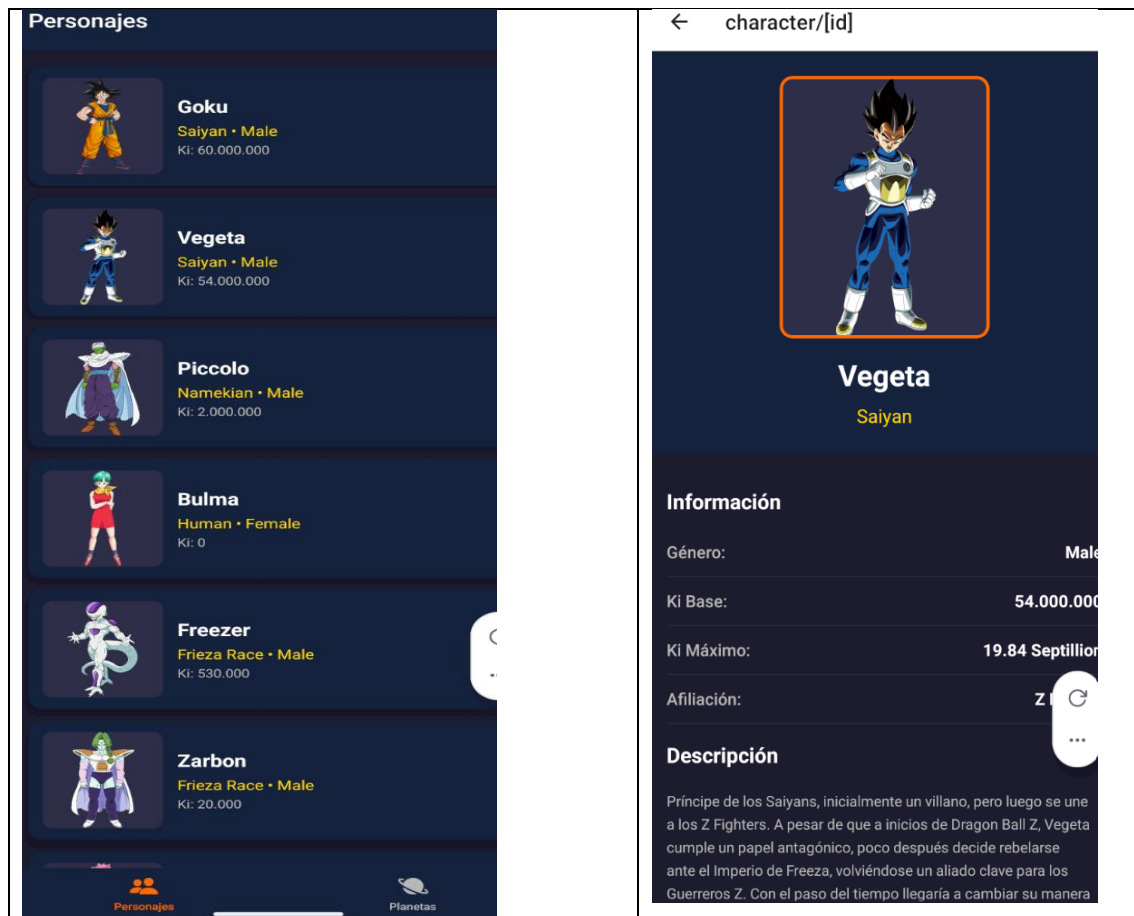 Personajes
Goku
Saiyan • Male
Ki: 60.000.000
Vegeta
Saiyan • Male
Ki: 54.000.000
Piccolo
Namekian • Male
Ki: 2.000.000
Bulma
Human • Female
Ki: 0
Freezer
Frieza Race • Male
Ki: 530.000
Zarbon
Frieza Race • Male
Ki: 20.000
Personajes
Planetas
character/[id]
Vegeta
Saiyan
Información
Género: Male
Ki Base: 54.000.000
Ki Máximo: 19.84 Septillion
Afiliación: Z
Descripción
Príncipe de los Saiyans, inicialmente un villano, pero luego se une
a los Z Fighters. A pesar de que a inicios de Dragon Ball Z, Vegeta
cumple un papel antagónico, poco después decide rebelarse
ante el Imperio de Freeza, volviéndose un aliado clave para los
Guerreros Z. Con el paso del tiempo llegaría a cambiar su manera